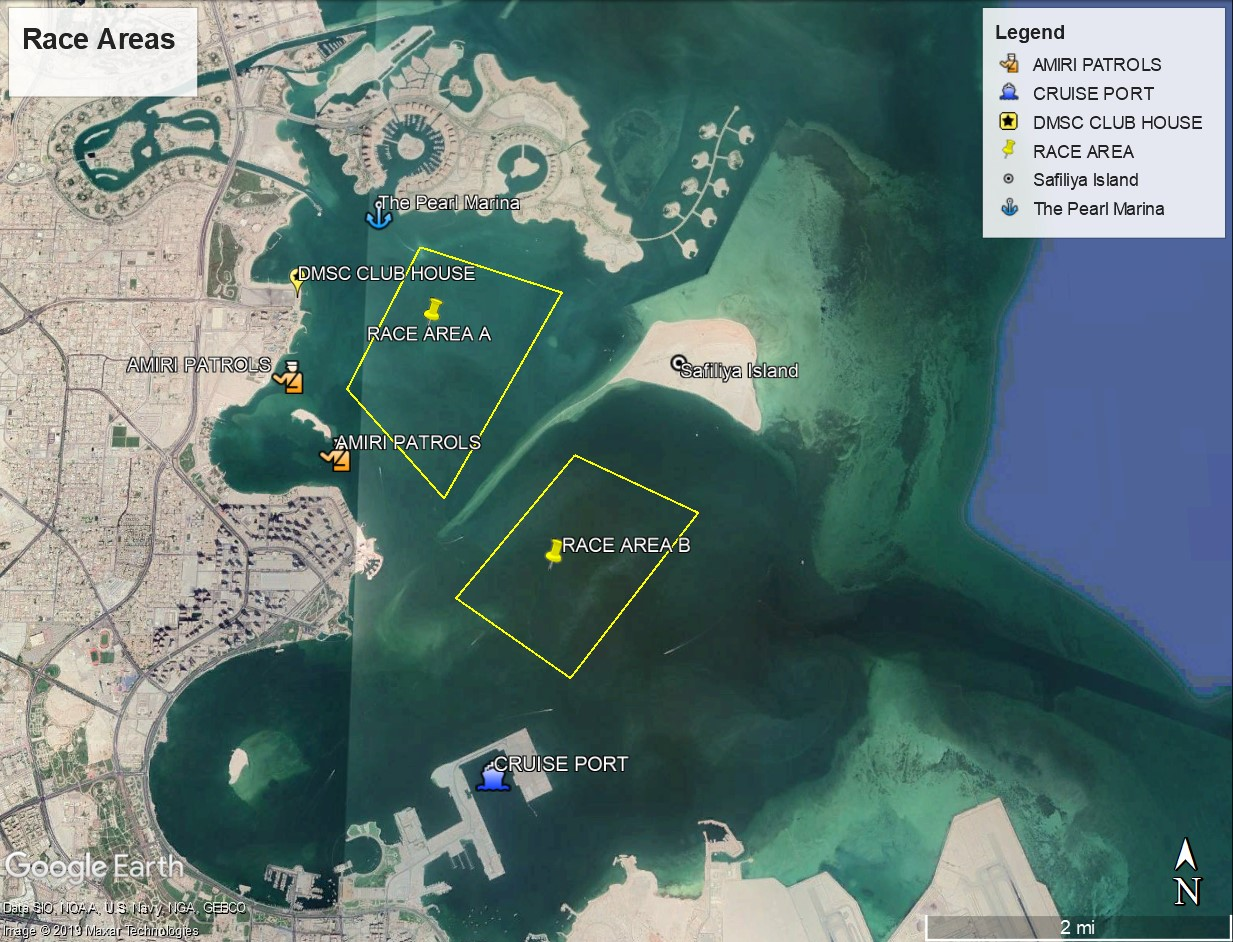 Race Areas
Legend
AMIRI PATROLS
CRUISE PORT
DMSC CLUB HOUSE
RACE AREA
Safiliya Island
The Pearl Marina
The Pearl Marina
DMSC CLUB HOUSE
RACE AREA A
AMIRI PATROLS
Safiliya Island
AMIRI PATROLS
RACE AREA B
CRUISE PORT
Google Earth
Data SIO, NOAA, U.S. Navy, NGA, GEBCO
Image © 2019 Maxar Technologies
N
2 mi